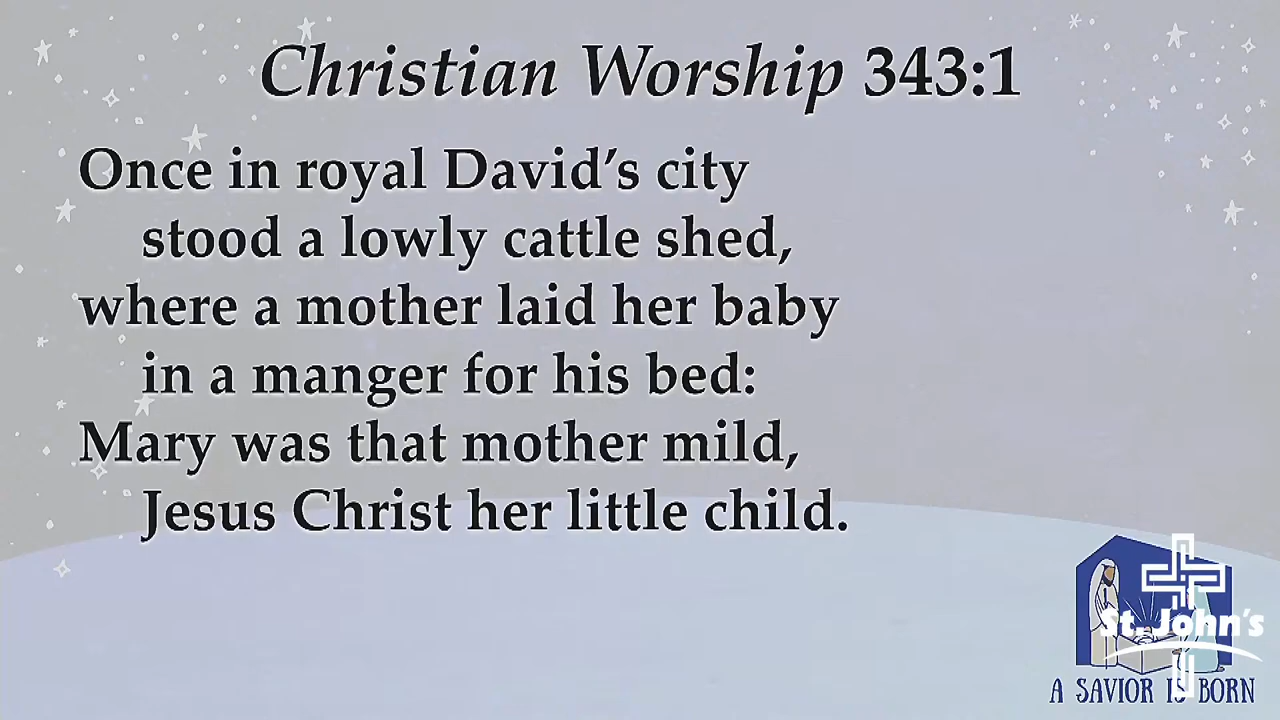 Christian Worship 343:1
Once in royal David’s city
stood a lowly cattle shed,
where a mother laid her baby
in a manger for his bed:
Mary was that mother mild,
Jesus Christ her little child.
St. John's
A SAVIOR IS BORN